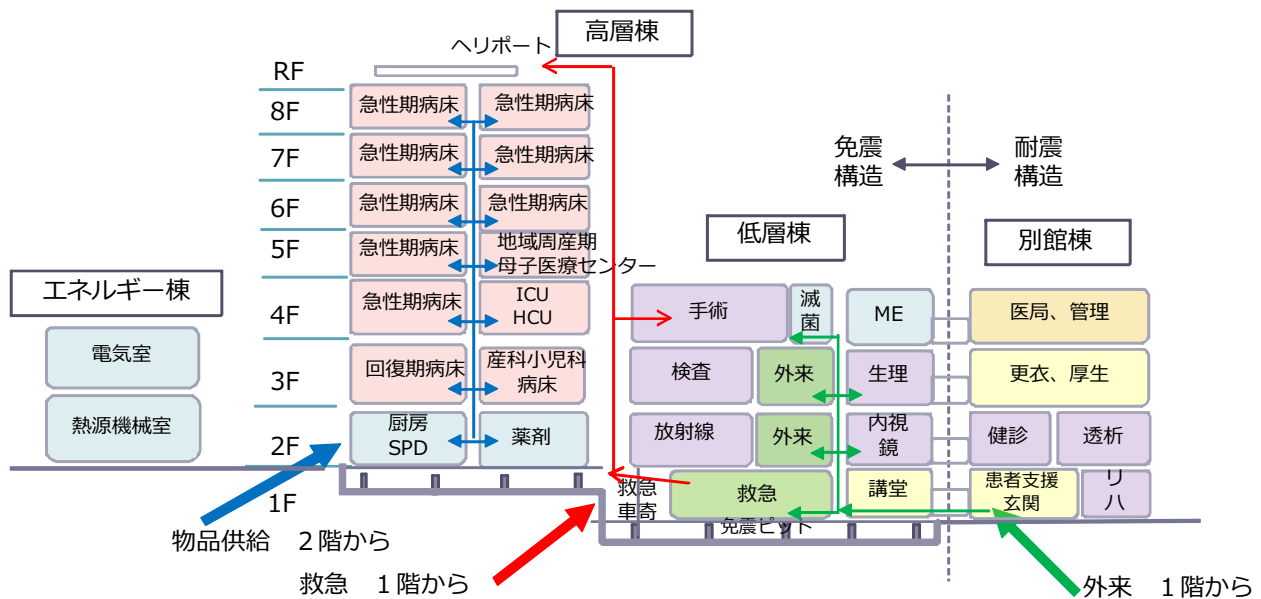 高層棟
ヘリポート
RF
8F
急性期病床
急性期病床
7F
急性期病床
急性期病床
6F
急性期病床
急性期病床
5F
急性期病床
地域周産期
母子医療センター
4F
急性期病床
ICU
HCU
3F
回復期病床
産科小児科
病床
2F
厨房
SPD
薬剤
1F
エネルギー棟
電気室
熱源機械室
免震
構造
耐震
構造
低層棟
別館棟
手術
滅
菌
ME
医局、管理
検査
外来
生理
更衣、厚生
放射線
外来
内視
鏡
健診
透析
救急
車寄
救急
講堂
患者支援
玄関
リ
ハ
免震ピット
物品供給　２階から
救急　１階から
外来　１階から